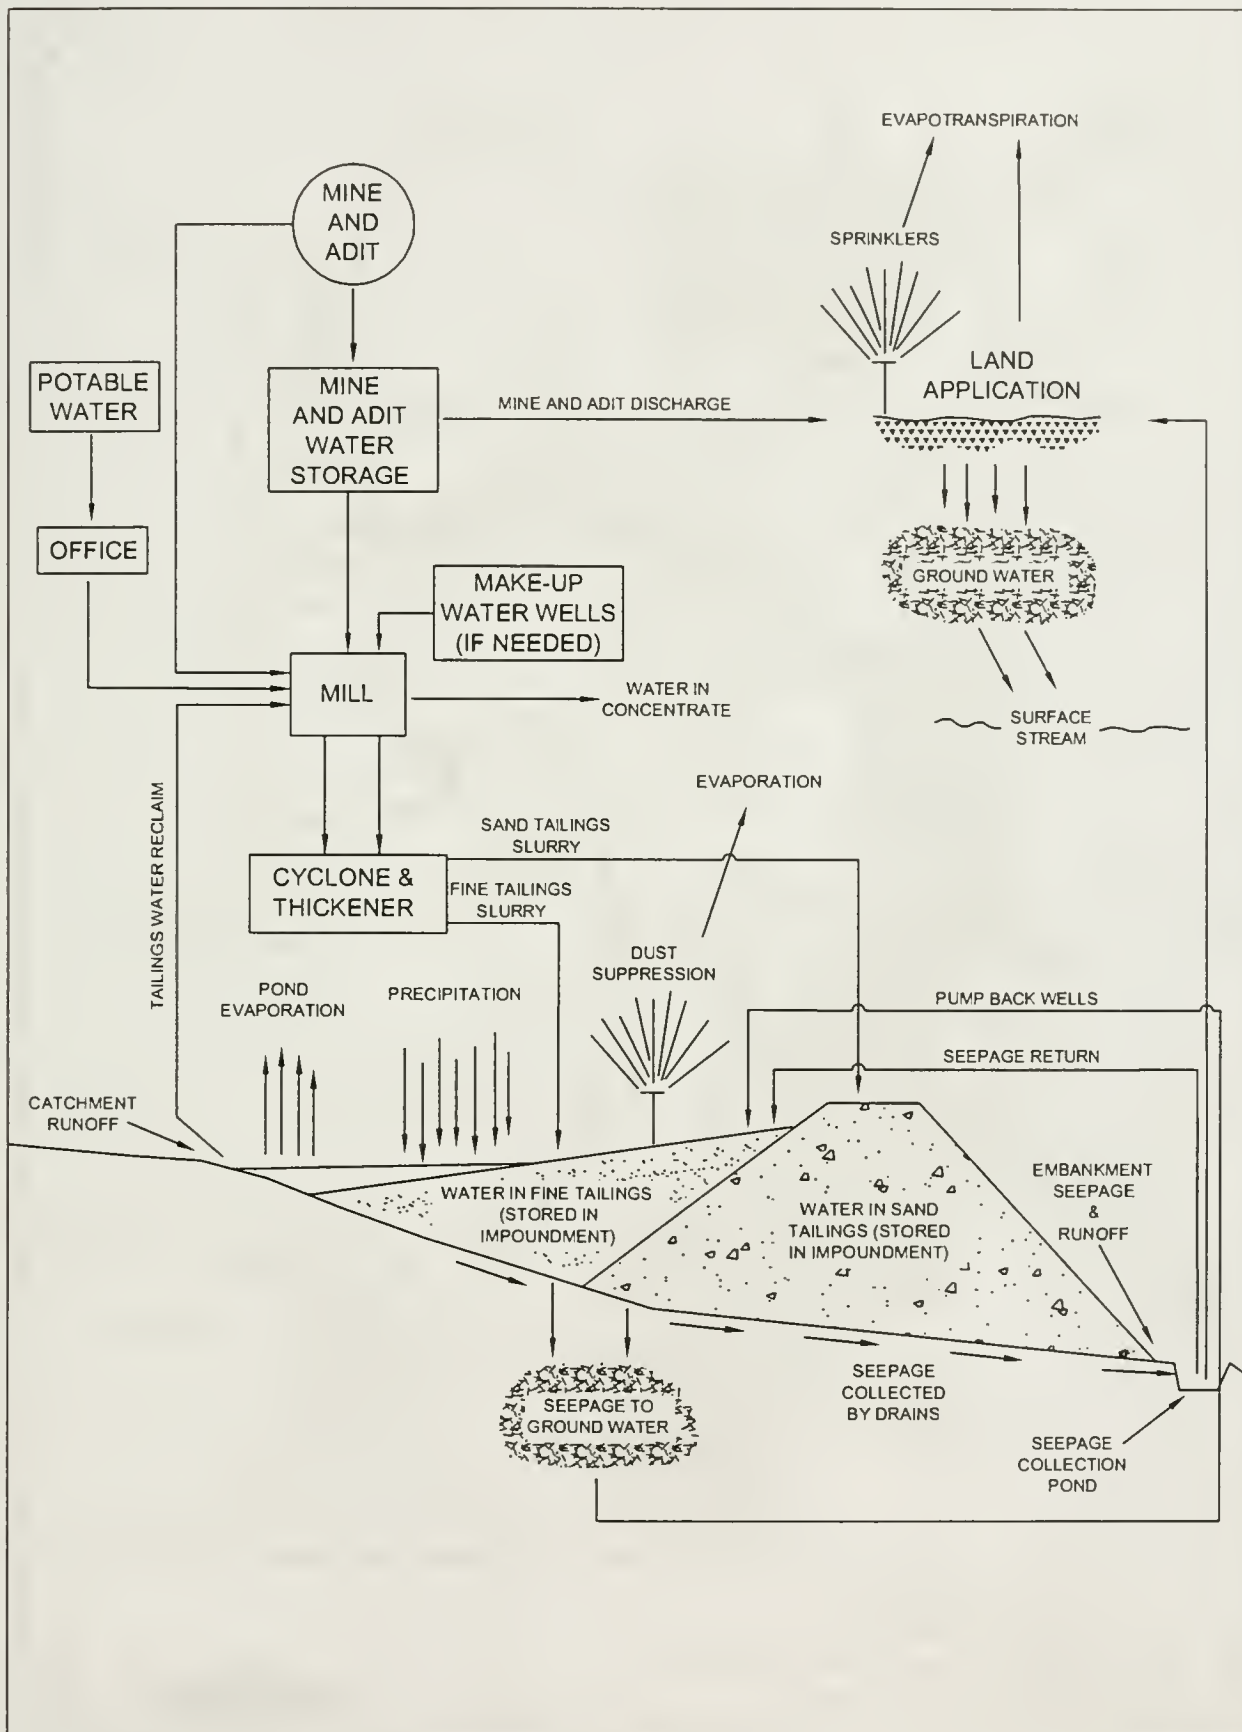 EVAPOTRANSPIRATION
MINE
AND
ADIT
SPRINKLERS
POTABLE
WATER
MINE
AND ADIT
WATER
STORAGE
MINE AND ADIT DISCHARGE
LAND
APPLICATION
OFFICE
MAKE-UP
WATER WELLS
(IF NEEDED)
GROUND WATER
MILL
WATER IN
CONCENTRATE
SURFACE
STREAM
EVAPORATION
TAILINGS WATER RECLAIM
SAND TAILINGS
SLURRY
CYCLONE &
THICKENER
FINE TAILINGS
SLURRY
DUST
SUPPRESSION
POND
EVAPORATION
PRECIPITATION
PUMP BACK WELLS
SEEPAGE RETURN
CATCHMENT
RUNOFF
WATER IN FINE TAILINGS
(STORED IN
IMPOUNDMENT)
WATER IN SAND
TAILINGS (STORED
IN IMPOUNDMENT)
EMBANKMENT
SEEPAGE
&
RUNOFF
SEEPAGE
COLLECTED
BY DRAINS
SEEPAGE TO
GROUND WATER
SEEPAGE
COLLECTION
POND